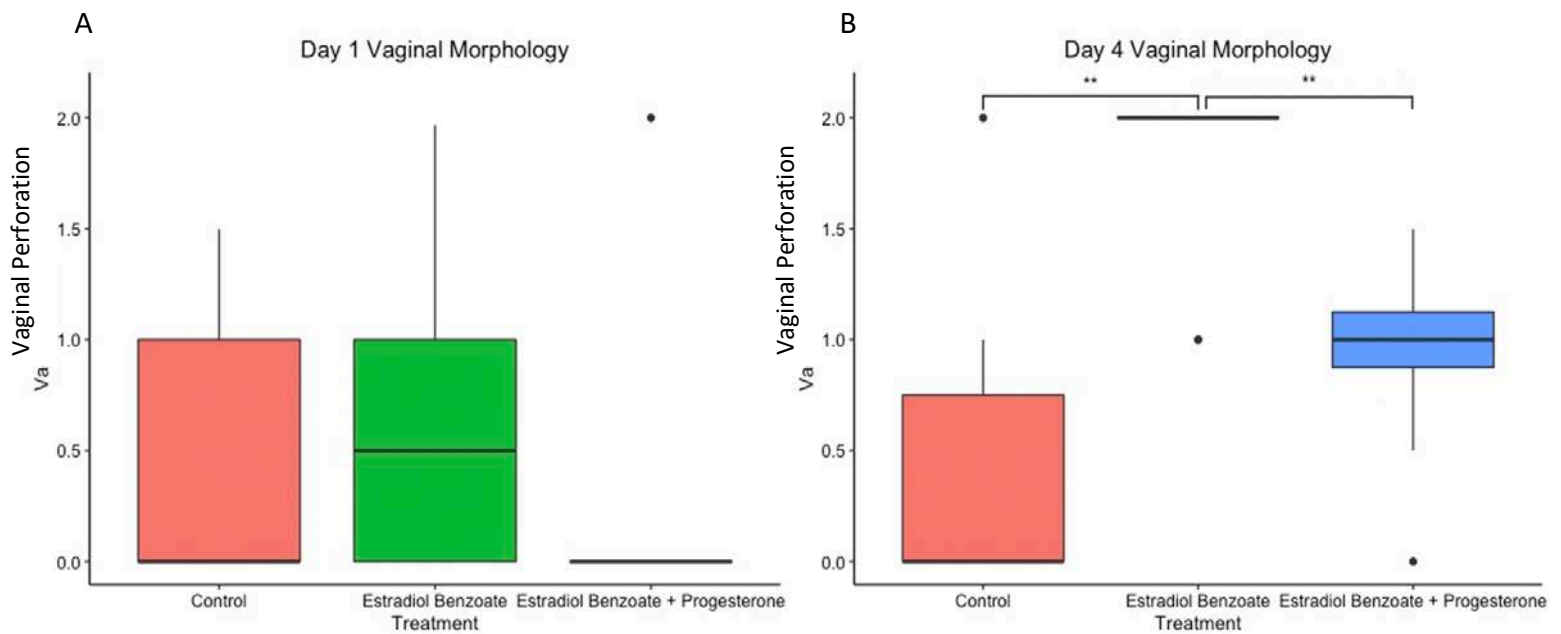 A
Day 1 Vaginal Morphology
Vaginal Perforation
Va
2.0
1.5
1.0
0.5
0.0
Control
Estradiol Benzoate
Estradiol Benzoate + Progesterone
Treatment
B
Day 4 Vaginal Morphology
Vaginal Perforation
Va
**
**
2.0
1.5
1.0
0.5
0.0
Control
Estradiol Benzoate
Estradiol Benzoate + Progesterone
Treatment